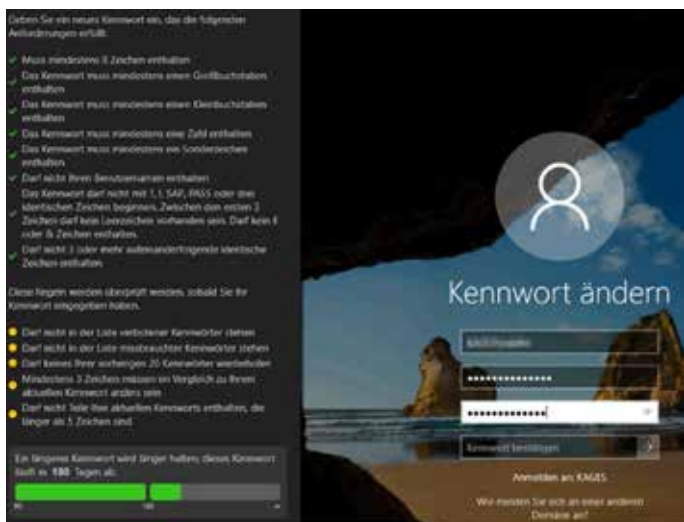 Geben Sie ein neues Kennwort ein, das die folgenden
Anforderungen erfüllt:
Muss mindestens 8 Zeichen enthalten
Das Kennwort muss mindestens einen Großbuchstaben
enthalten
Das Kennwort muss mindestens einen Kleinbuchstaben
enthalten
Das Kennwort muss mindestens eine Zahl enthalten
Das Kennwort muss mindestens ein Sonderzeichen
enthalten
Darf nicht Ihren Benutzernamen enthalten
Das Kennwort darf nicht mit SAP, PASS oder drei
identischen Zeichen beginnen. Zwischen den ersten 3
Zeichen darf kein Leerzeichen vorhanden sein. Darf kein
oder Zeichen enthalten.
Darf nicht 3 oder mehr aufeinanderfolgende identische
Zeichen enthalten
Diese Regeln werden überprüft werden, sobald Sie Ihr
Kennwort eingegeben haben.
Darf nicht in der Liste verbotener Kennwörter stehen
Darf nicht in der Liste missbrauchter Kennwörter stehen
Darf keines Ihrer vorherigen 20 Kennwörter wiederholen
Mindestens 3 Zeichen müssen im Vergleich zu Ihrem
aktuellen Kennwort anders sein
Darf nicht Teile Ihres aktuellen Kennworts enthalten, die
länger als 5 Zeichen sind.
Ein längeres Kennwort wird länger halten; dieses Kennwort
läuft in 180 Tagen ab:
90
180
∞
Kennwort ändern
Kennwort bestätigen
Anmelden an: KAGES
Wie melden Sie sich an einer anderen
Domäne an?